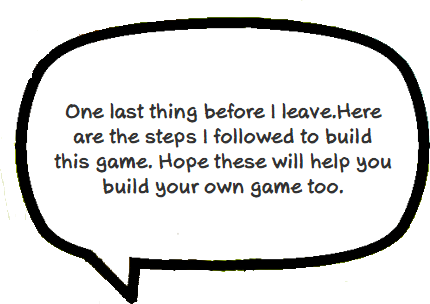 One last thing before I leave.Here
are the steps I followed to build
this game. Hope these will help you
build your own game too.